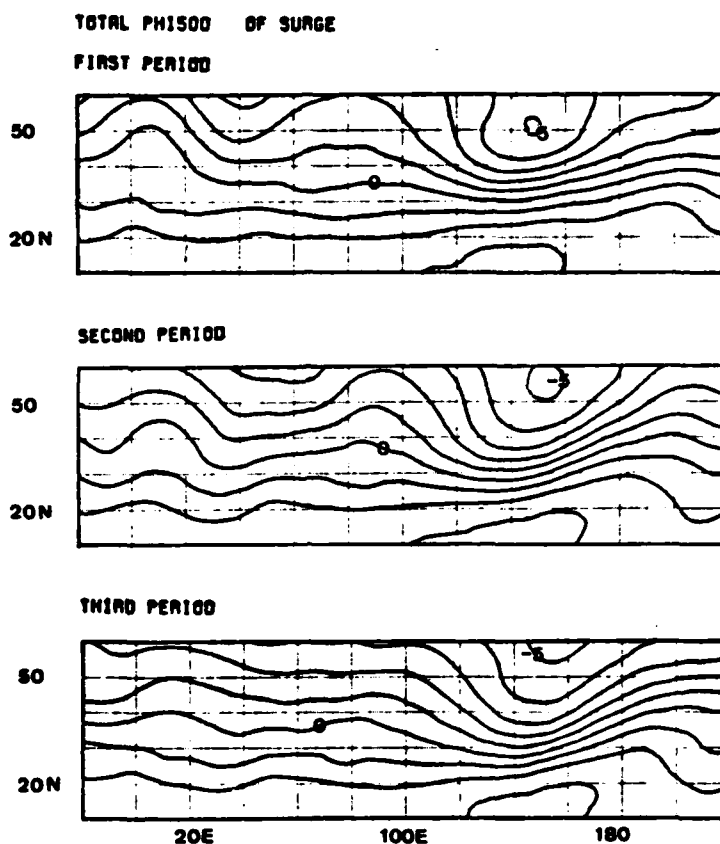 TOTAL PHI500 OF SURGE
FIRST PERIOD
50
-5
0
20N
SECOND PERIOD
-5
50
0
20N
THIRD PERIOD
-5
50
0
20N
20E 100E 180